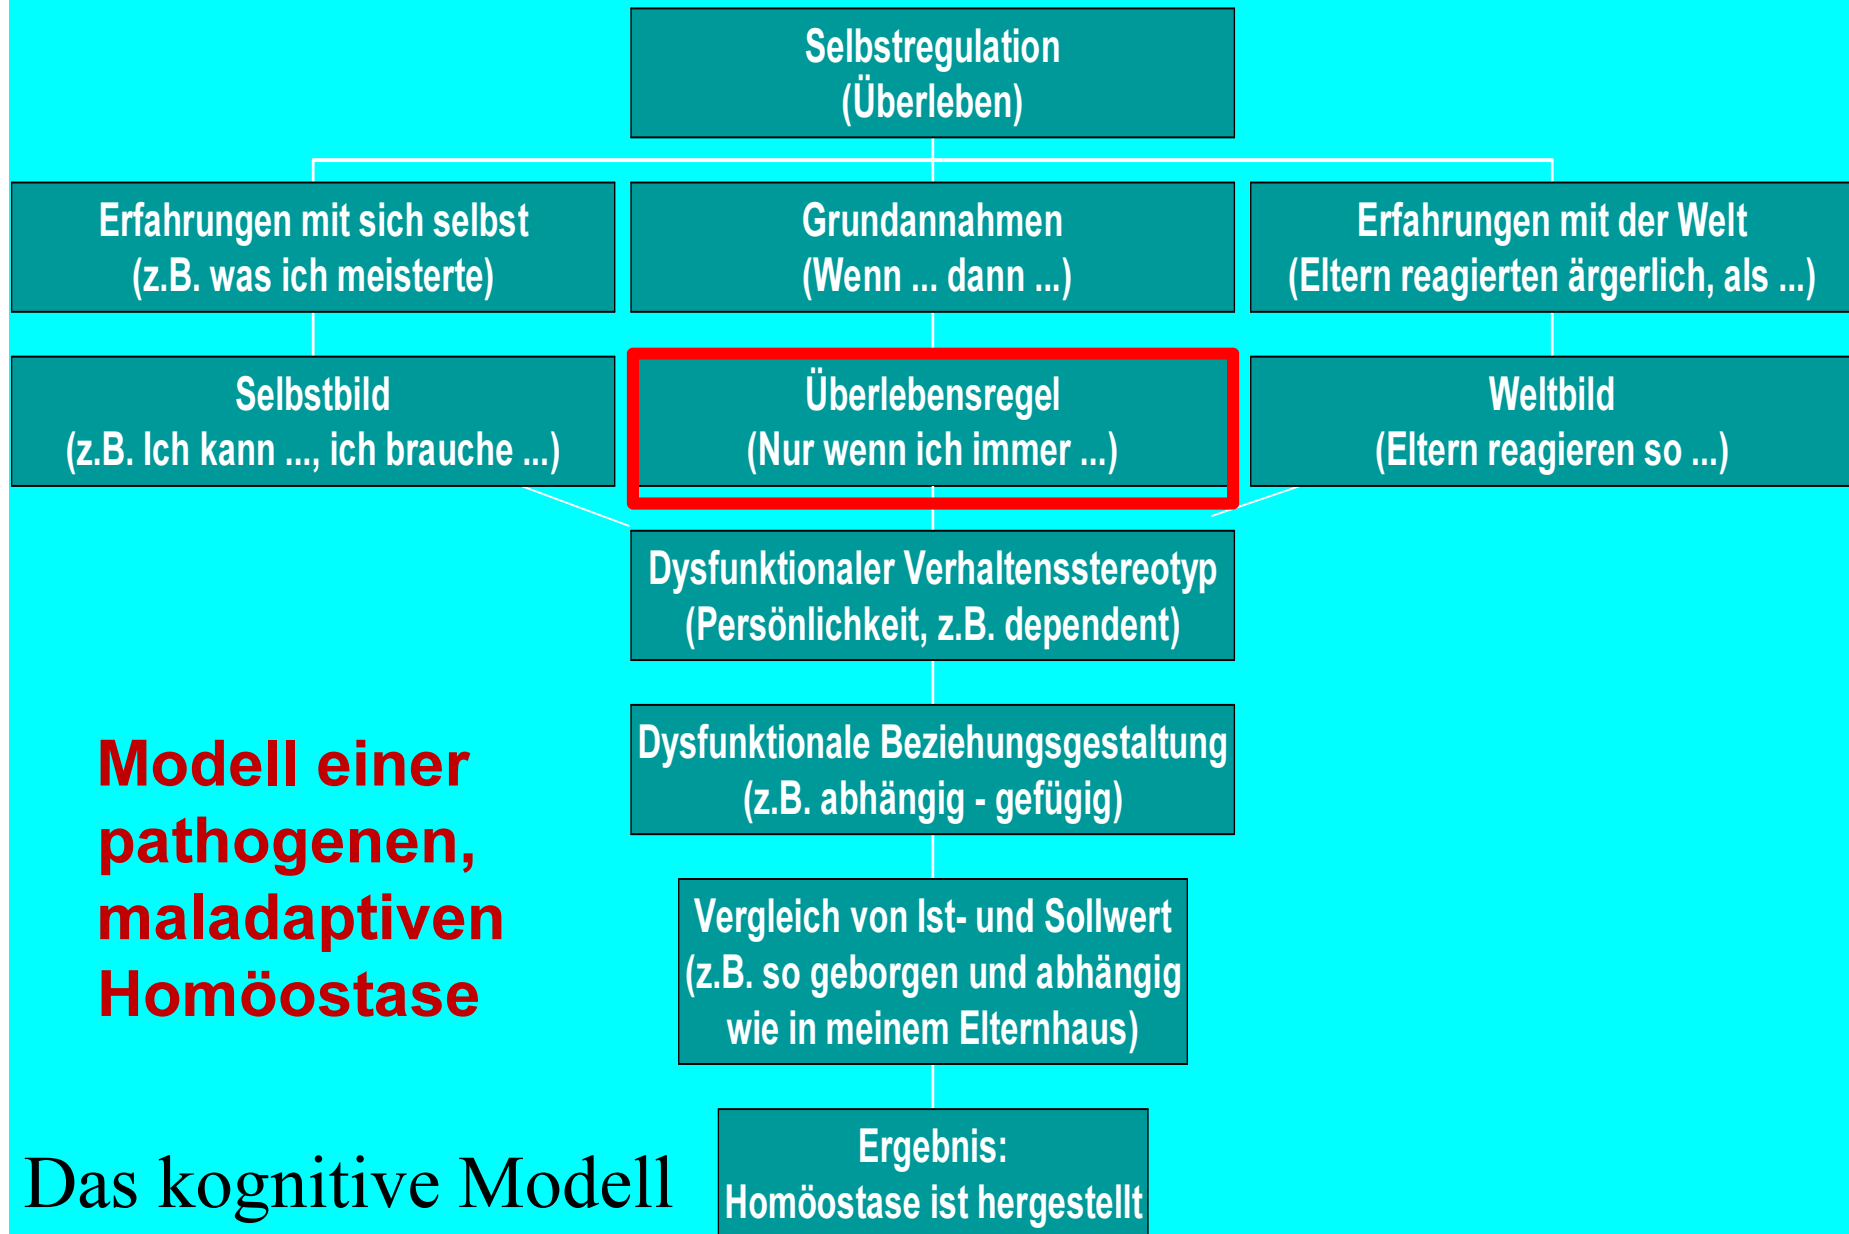 Selbstregulation
(Überleben)
Erfahrungen mit sich selbst
(z.B. was ich meisterte)
Grundannahmen
(Wenn ... dann ...)
Erfahrungen mit der Welt
(Eltern reagierten ärgerlich, als ...)
Selbstbild
(z.B. Ich kann ..., ich brauche ...)
Überlebensregel
(Nur wenn ich immer ...)
Weltbild
(Eltern reagieren so ...)
Dysfunktionaler Verhaltensstereotyp
(Persönlichkeit, z.B. dependent)
Dysfunktionale Beziehungsgestaltung
(z.B. abhängig - gefügig)
Modell einer
pathogenen,
maladaptiven
Homöostase
Vergleich von Ist- und Sollwert
(z.B. so geborgen und abhängig
wie in meinem Elternhaus)
Ergebnis:
Homöostase ist hergestellt
Das kognitive Modell